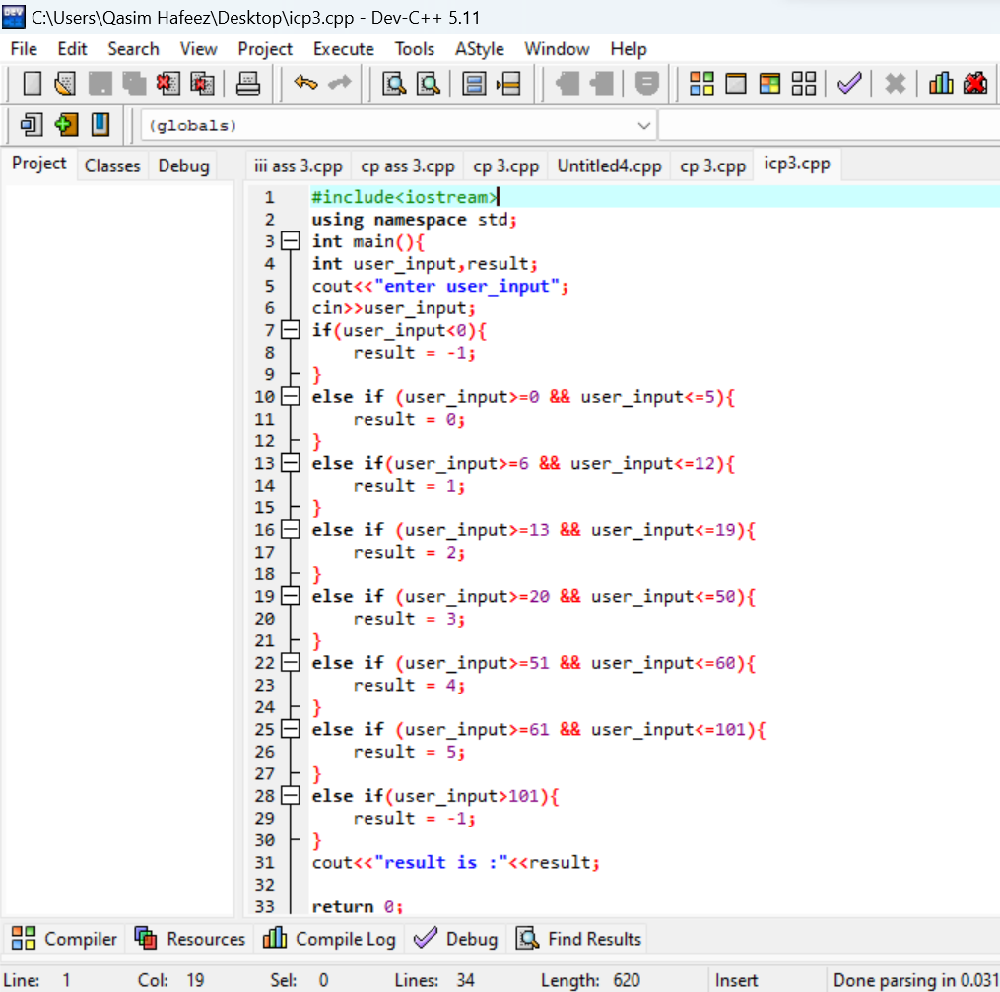 C:\Users\Qasim Hafeez\Desktop\icp3.cpp - Dev-C++ 5.11
File Edit Search View Project Execute Tools AStyle Window Help
(globals)
Project Classes Debug iii ass 3.cpp cp ass 3.cpp cp 3.cpp Untitled4.cpp cp 3.cpp icp3.cpp
1 #include<iostream>
2 using namespace std;
3 int main(){
4 int user_input,result;
5 cout<<"enter user_input";
6 cin>>user_input;
7 if(user_input<0){
8 result = -1;
9 }
10 else if (user_input>=0 && user_input<=5){
11 result = 0;
12 }
13 else if(user_input>=6 && user_input<=12){
14 result = 1;
15 }
16 else if (user_input>=13 && user_input<=19){
17 result = 2;
18 }
19 else if (user_input>=20 && user_input<=50){
20 result = 3;
21 }
22 else if (user_input>=51 && user_input<=60){
23 result = 4;
24 }
25 else if (user_input>=61 && user_input<=101){
26 result = 5;
27 }
28 else if(user_input>101){
29 result = -1;
30 }
31 cout<<"result is :"<<result;
32
33 return 0;
Compiler Resources Compile Log Debug Find Results
Line: 1 Col: 19 Sel: 0 Lines: 34 Length: 620 Insert Done parsing in 0.031